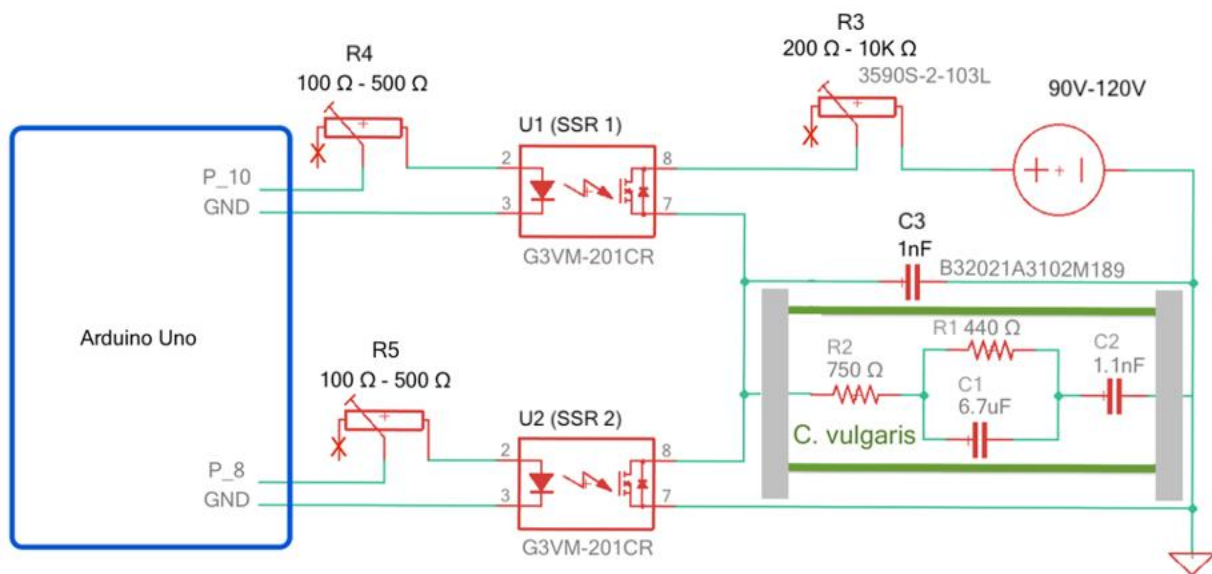 R4
100 Ω - 500 Ω
R3
200 Ω - 10K Ω
3590S-2-103L
90V-120V
U1 (SSR 1)
P_10
GND
2
3
8
7
G3VM-201CR
C3
1nF
B32021A3102M189
Arduino Uno
R5
100 Ω - 500 Ω
R1 440 Ω
R2
750 Ω
C1
6.7uF
C2
1.1nF
C. vulgaris
U2 (SSR 2)
P_8
GND
2
3
8
7
G3VM-201CR